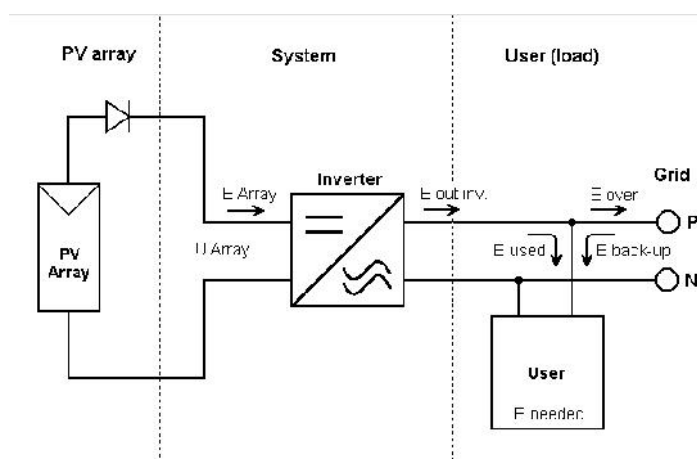 PV array
System
User (load)
Inverter
Grid
E Array
E out inv.
E over
P
U Array
E used
E back-up
PV
Array
N
User
E needed